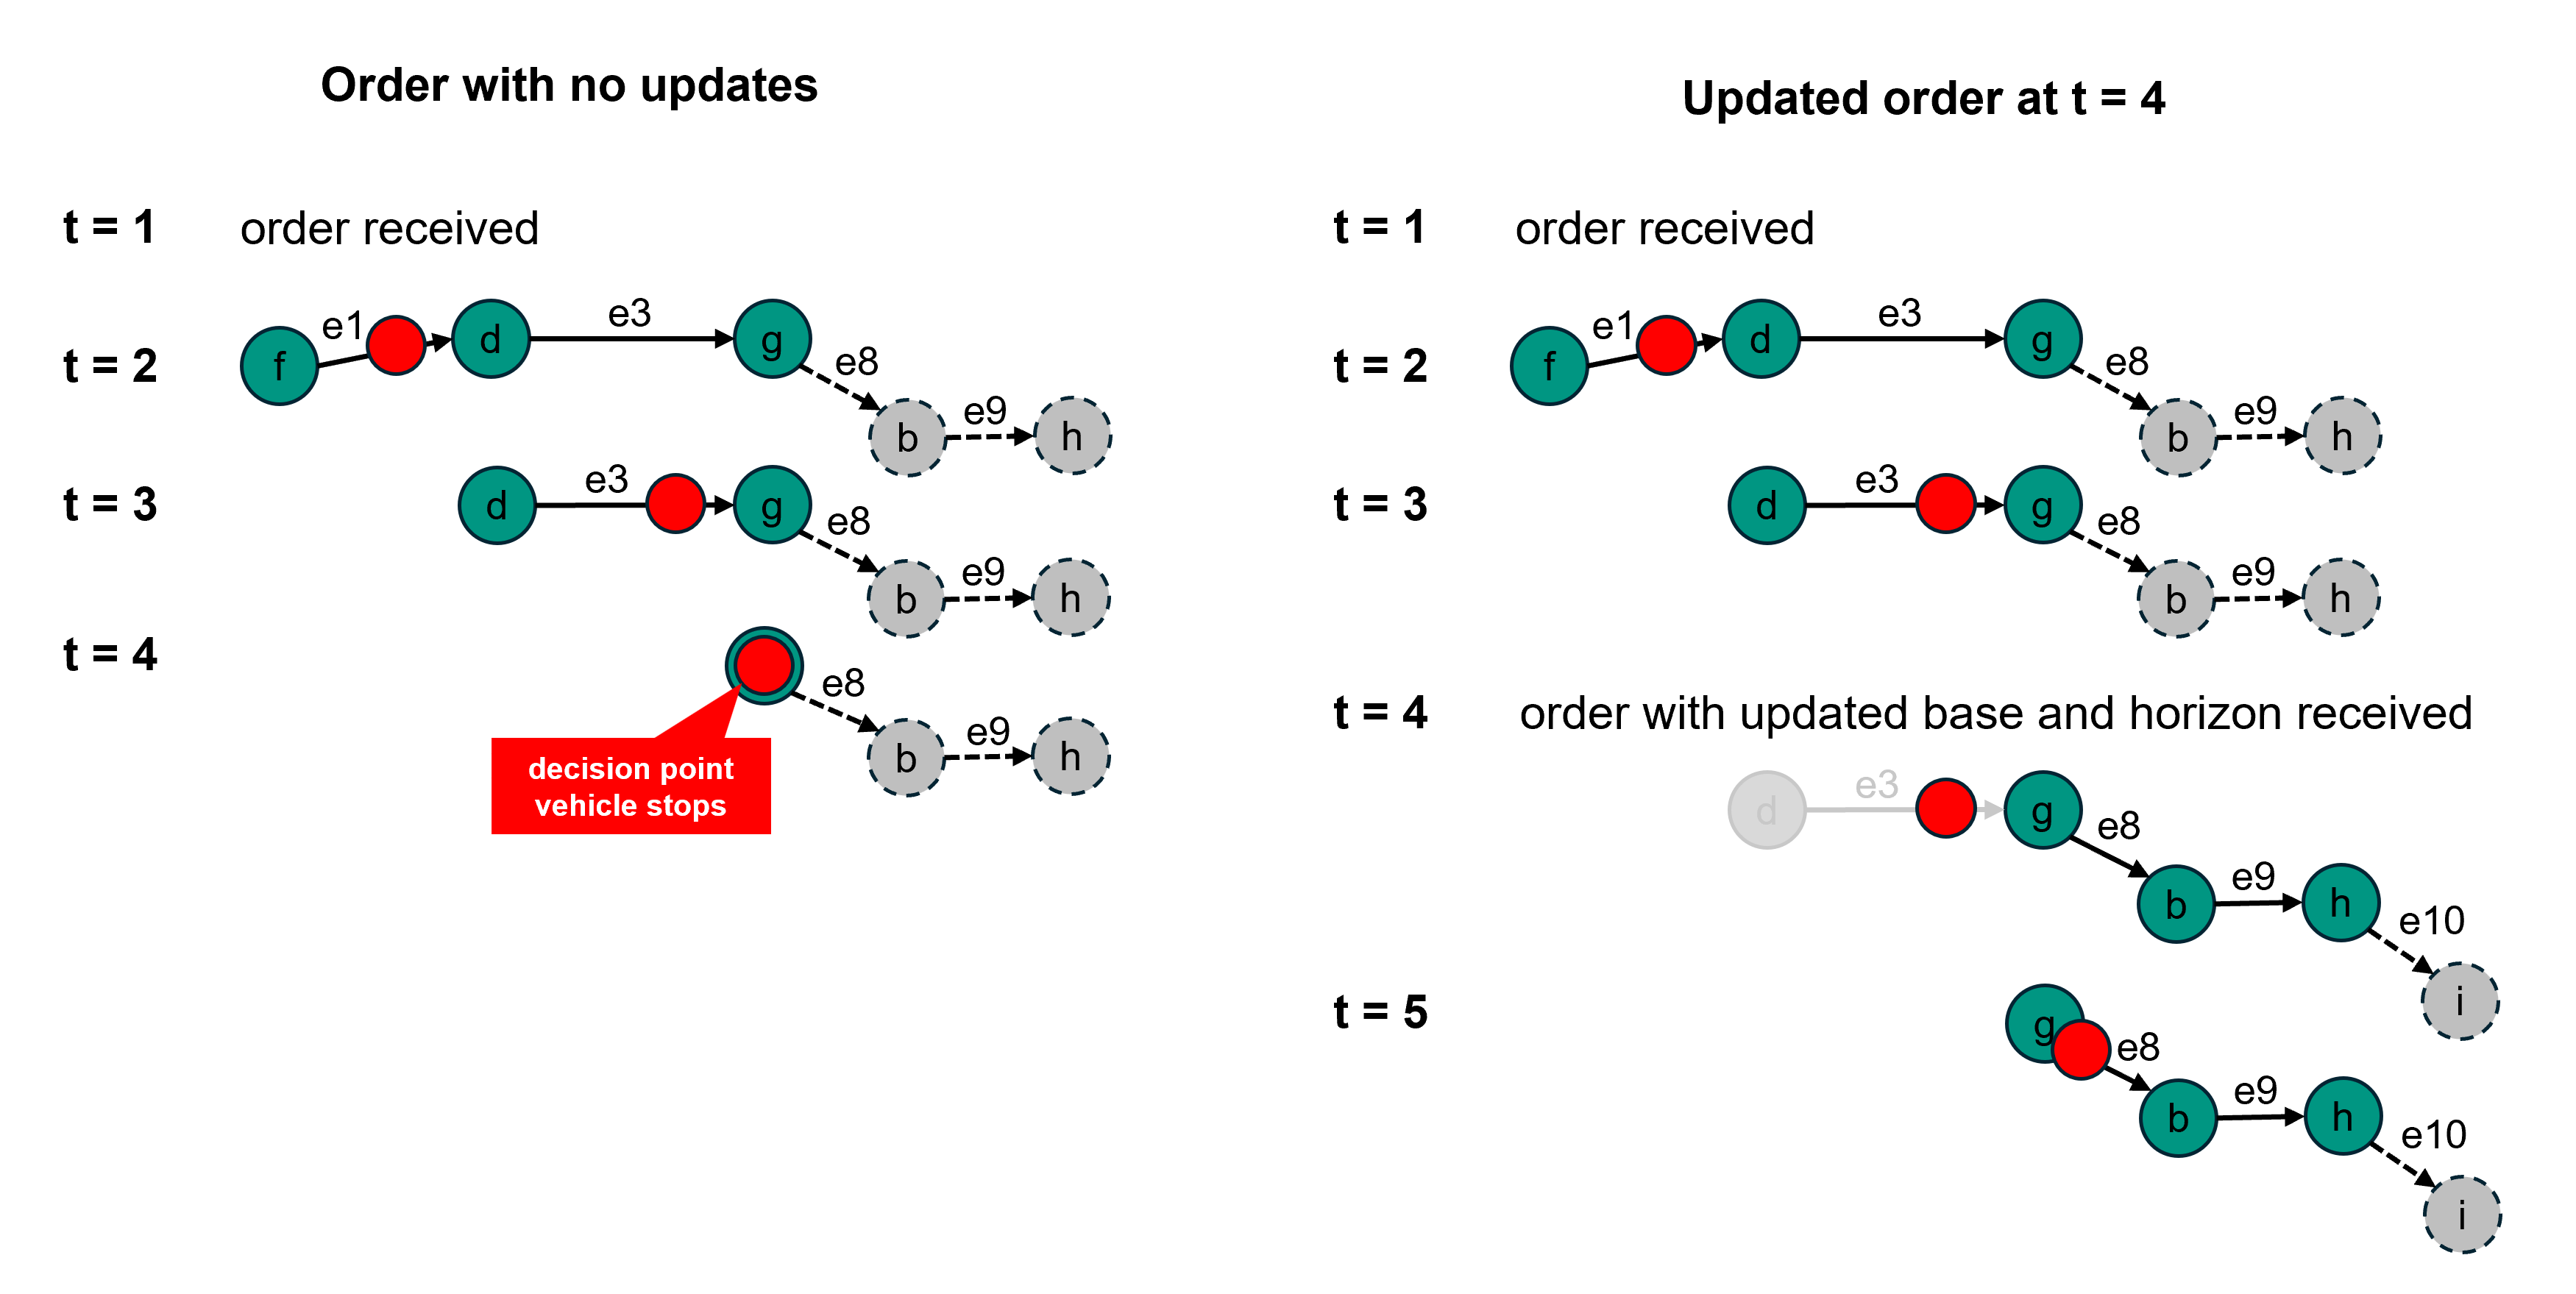 Order with no updates
t = 1 order received
t = 2
f e1 d e3 g e8 b e9 h
t = 3
d e3 g e8 b e9 h
t = 4
e8 b e9 h
decision point
vehicle stops
Updated order at t = 4
t = 1 order received
t = 2
f e1 d e3 g e8 b e9 h
t = 3
d e3 g e8 b e9 h
t = 4 order with updated base and horizon received
d e3 g e8 b e9 h e10 i
t = 5
g e8 b e9 h e10 i